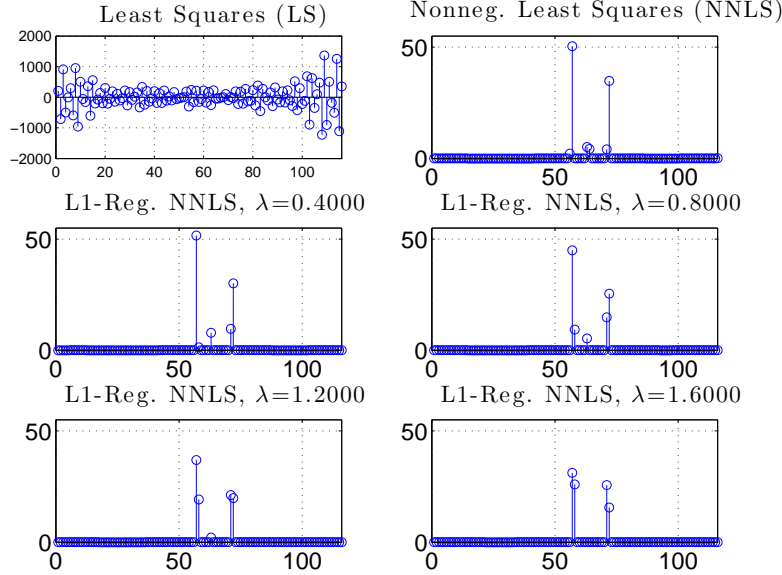 Least Squares (LS)
2000
1000
0
−1000
−2000
0 20 40 60 80 100
Nonneg. Least Squares (NNLS)
50
0
0 50 100
L1-Reg. NNLS, λ=0.4000
50
0
0 50 100
L1-Reg. NNLS, λ=0.8000
50
0
0 50 100
L1-Reg. NNLS, λ=1.2000
50
0
0 50 100
L1-Reg. NNLS, λ=1.6000
50
0
0 50 100